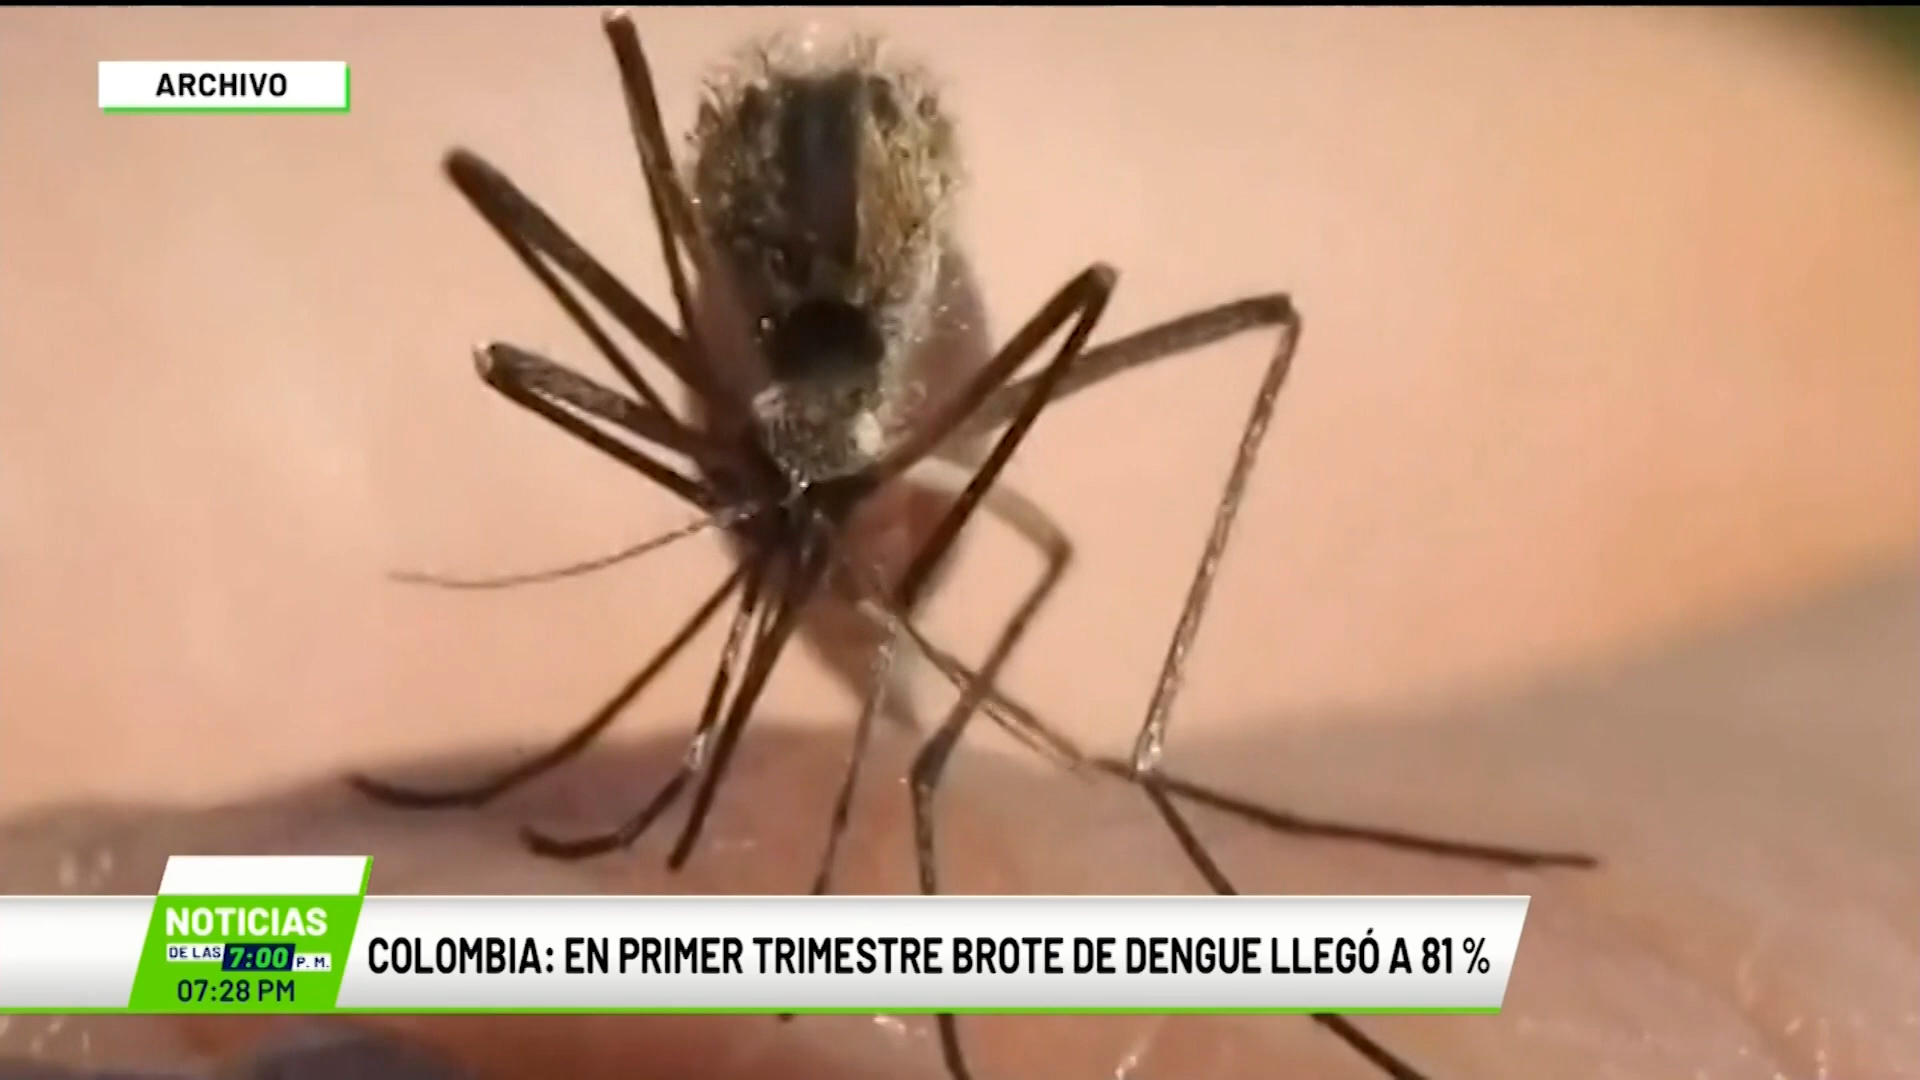 ARCHIVO
NOTICIAS
DE LAS 7:00 P. M.
07:28 PM
COLOMBIA: EN PRIMER TRIMESTRE BROTE DE DENGUE LLEGÓ A 81 %